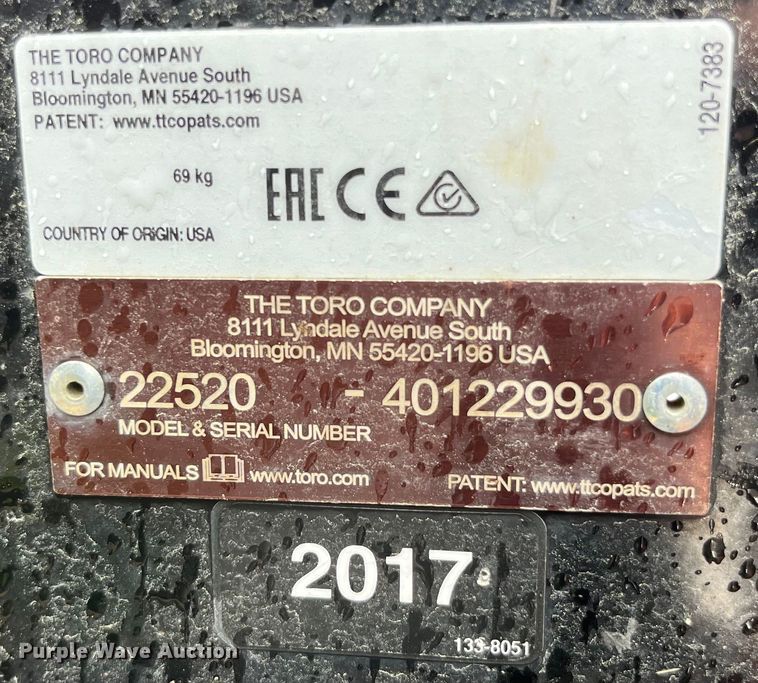 THE TORO COMPANY
8111 Lyndale Avenue South
Bloomington, MN 55420-1196 USA
PATENT: www.ttcopats.com
120-7383
69 kg
EAC CE
COUNTRY OF ORIGIN: USA
THE TORO COMPANY
8111 Lyndale Avenue South
Bloomington, MN 55420-1196 USA
22520 - 401229930
MODEL & SERIAL NUMBER
FOR MANUALS www.toro.com
PATENT: www.ttcopats.com
2017
133-8051
Purple Wave Auction